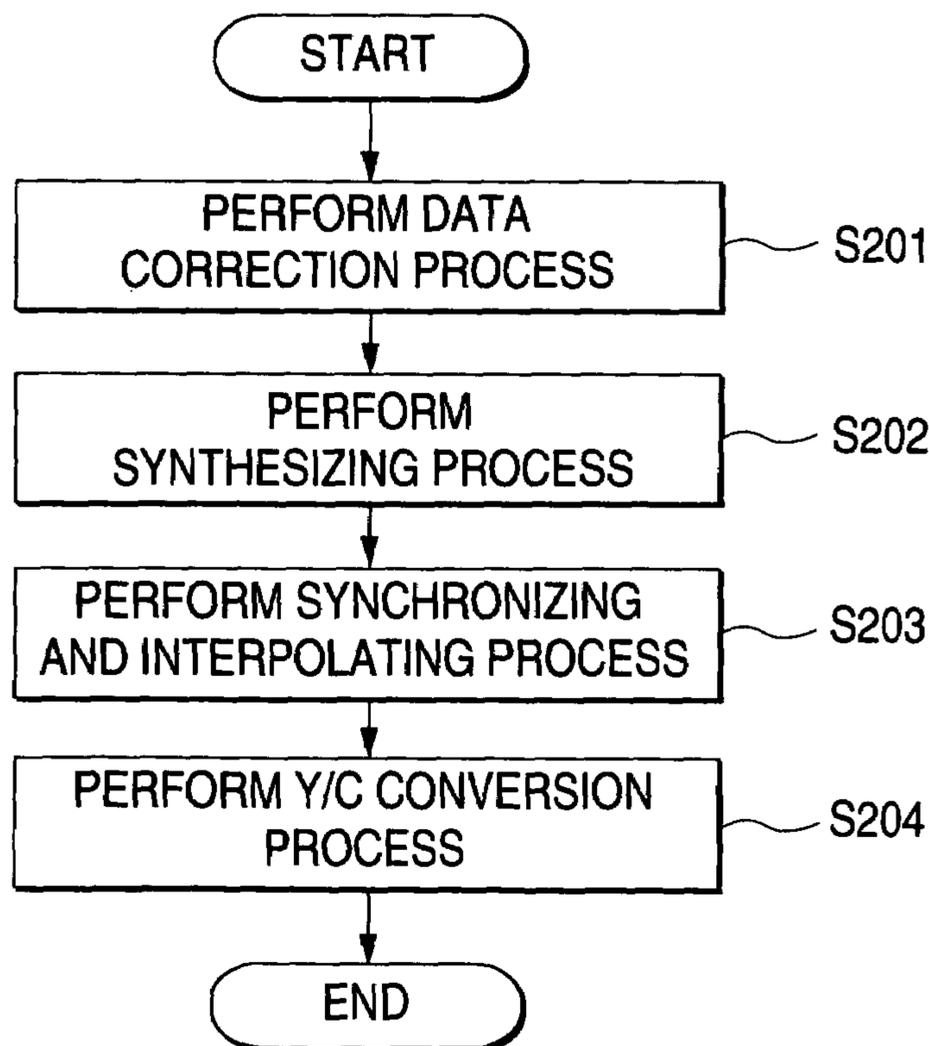 START
PERFORM DATA
CORRECTION PROCESS
S201
PERFORM
SYNTHESIZING PROCESS
S202
PERFORM SYNCHRONIZING
AND INTERPOLATING PROCESS
S203
PERFORM Y/C CONVERSION
PROCESS
S204
END